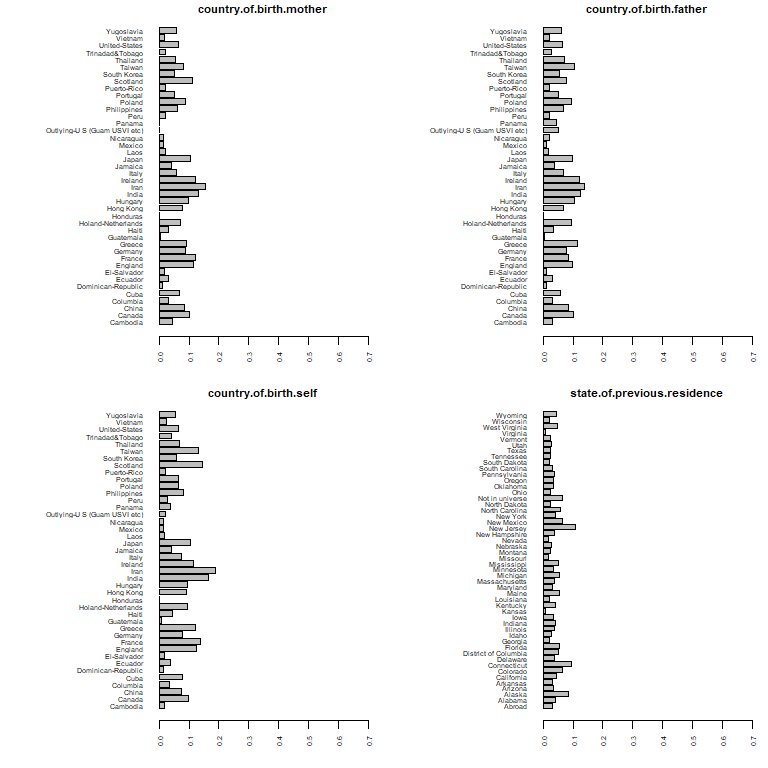 country.of.birth.mother
Yugoslavia
Vietnam
United-States
Trinadad&Tobago
Thailand
Taiwan
South Korea
Scotland
Puerto-Rico
Portugal
Poland
Philippines
Peru
Panama
Outlying-U S (Guam USVI etc)
Nicaragua
Mexico
Laos
Japan
Jamaica
Italy
Ireland
Iran
India
Hungary
Hong Kong
Honduras
Holand-Netherlands
Haiti
Guatemala
Greece
Germany
France
England
El-Salvador
Ecuador
Dominican-Republic
Cuba
Columbia
China
Canada
Cambodia
0.0
0.1
0.2
0.3
0.4
0.5
0.6
0.7
country.of.birth.father
Yugoslavia
Vietnam
United-States
Trinadad&Tobago
Thailand
Taiwan
South Korea
Scotland
Puerto-Rico
Portugal
Poland
Philippines
Peru
Panama
Outlying-U S (Guam USVI etc)
Nicaragua
Mexico
Laos
Japan
Jamaica
Italy
Ireland
Iran
India
Hungary
Hong Kong
Honduras
Holand-Netherlands
Haiti
Guatemala
Greece
Germany
France
England
El-Salvador
Ecuador
Dominican-Republic
Cuba
Columbia
China
Canada
Cambodia
0.0
0.1
0.2
0.3
0.4
0.5
0.6
0.7
country.of.birth.self
Yugoslavia
Vietnam
United-States
Trinadad&Tobago
Thailand
Taiwan
South Korea
Scotland
Puerto-Rico
Portugal
Poland
Philippines
Peru
Panama
Outlying-U S (Guam USVI etc)
Nicaragua
Mexico
Laos
Japan
Jamaica
Italy
Ireland
Iran
India
Hungary
Hong Kong
Honduras
Holand-Netherlands
Haiti
Guatemala
Greece
Germany
France
England
El-Salvador
Ecuador
Dominican-Republic
Cuba
Columbia
China
Canada
Cambodia
0.0
0.1
0.2
0.3
0.4
0.5
0.6
0.7
state.of.previous.residence
Wyoming
Wisconsin
West Virginia
Virginia
Vermont
Utah
Texas
Tennessee
South Dakota
South Carolina
Pennsylvania
Oregon
Oklahoma
Ohio
Not in universe
North Dakota
North Carolina
New York
New Mexico
New Jersey
New Hampshire
Nevada
Nebraska
Montana
Missouri
Mississippi
Minnesota
Michigan
Massachusetts
Maryland
Maine
Louisiana
Kentucky
Kansas
Iowa
Indiana
Illinois
Idaho
Georgia
Florida
District of Columbia
Delaware
Connecticut
Colorado
California
Arkansas
Arizona
Alaska
Alabama
Abroad
0.0
0.1
0.2
0.3
0.4
0.5
0.6
0.7